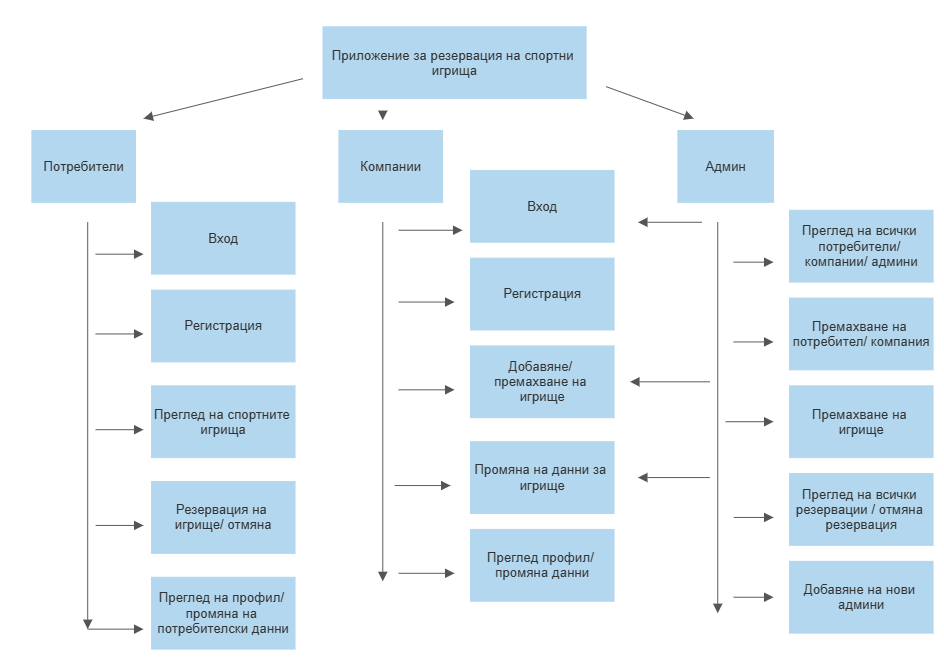 Приложение за резервация на спортни
игрища
Потребители
Компании
Админ
Вход
Регистрация
Преглед на спортните
игрища
Резервация на
игрище/ отмяна
Преглед на профил/
промяна на
потребителски данни
Вход
Регистрация
Добавяне/
премахване на
игрище
Промяна на данни за
игрище
Преглед профил/
промяна данни
Преглед на всички
потребители/
компании/ админи
Премахване на
потребител/ компания
Премахване на
игрище
Преглед на всички
резервации / отмяна
резервация
Добавяне на нови
админи